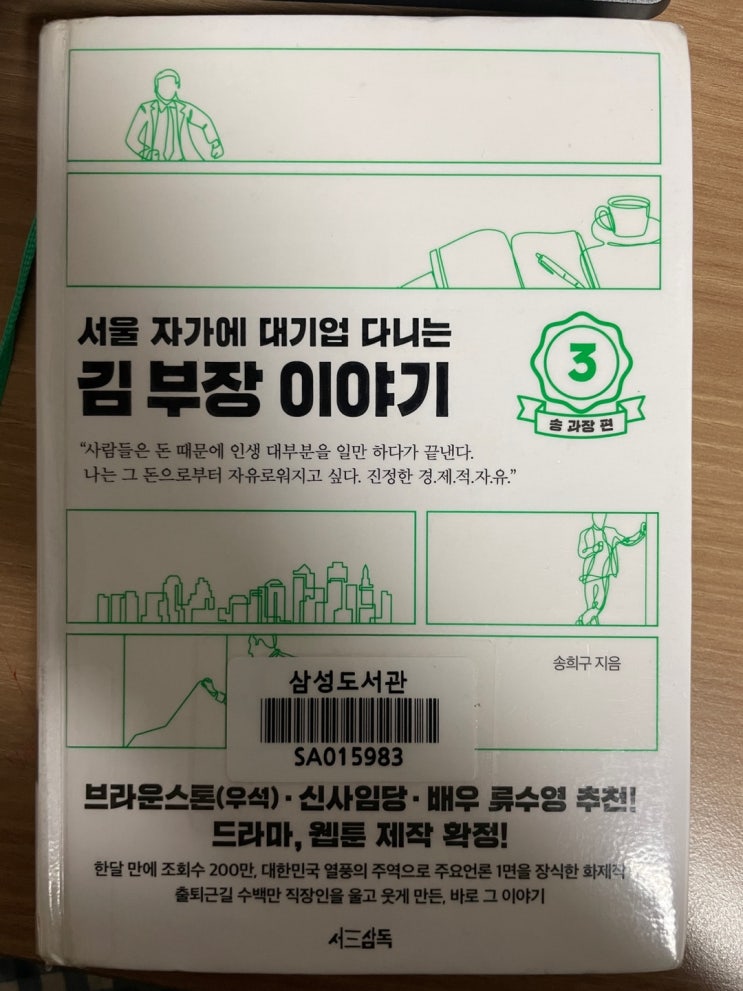 서울 자가에 대기업 다니는
김 부장 이야기
3
송 과장 편
“사람들은 돈 때문에 인생 대부분을 일만 하다가 끝낸다.
나는 그 돈으로부터 자유로워지고 싶다. 진정한 경.제.적.자.유.”
송희구 지음
삼성도서관
SA015983
브라운스톤(우석)·신사임당·배우 류수영 추천!
드라마, 웹툰 제작 확정!
한달 만에 조회수 200만, 대한민국 열풍의 주역으로 주요언론 1면을 장식한 화제작
출퇴근길 수백만 직장인을 울고 웃게 만든, 바로 그 이야기
서三삼독